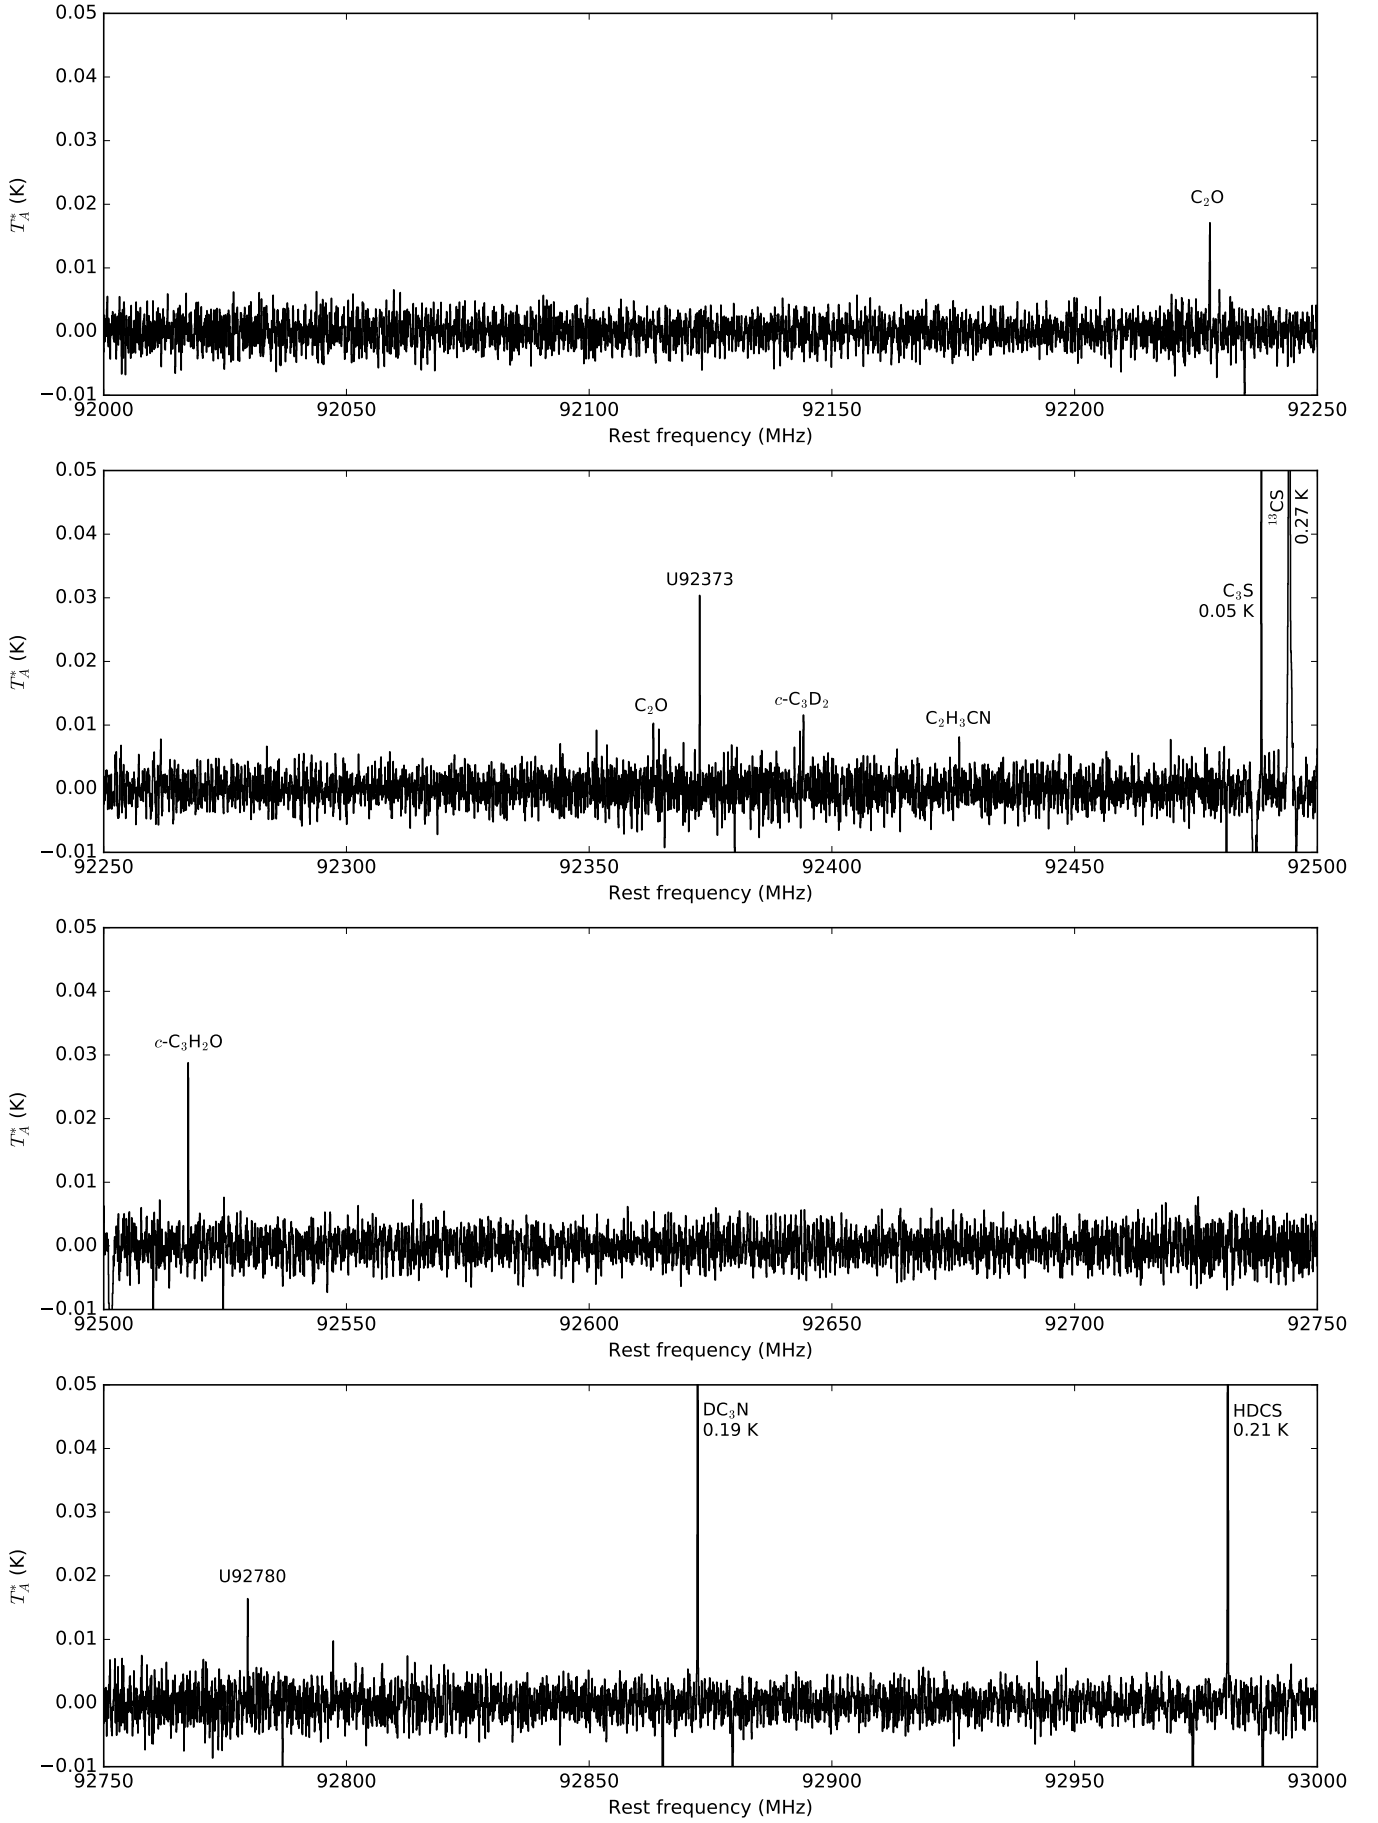 0.05
0.04
0.03
0.02
0.01
0.00
−0.01
T*A (K)
C₂O
92000 92050 92100 92150 92200 92250
Rest frequency (MHz)
0.05
0.04
0.03
0.02
0.01
0.00
−0.01
T*A (K)
C₂O
U92373
c-C₃D₂
C₂H₃CN
C₃S
0.05 K
¹³CS
0.27 K
92250 92300 92350 92400 92450 92500
Rest frequency (MHz)
0.05
0.04
0.03
0.02
0.01
0.00
−0.01
T*A (K)
c-C₃H₂O
92500 92550 92600 92650 92700 92750
Rest frequency (MHz)
0.05
0.04
0.03
0.02
0.01
0.00
−0.01
T*A (K)
U92780
DC₃N
0.19 K
HDCS
0.21 K
92750 92800 92850 92900 92950 93000
Rest frequency (MHz)